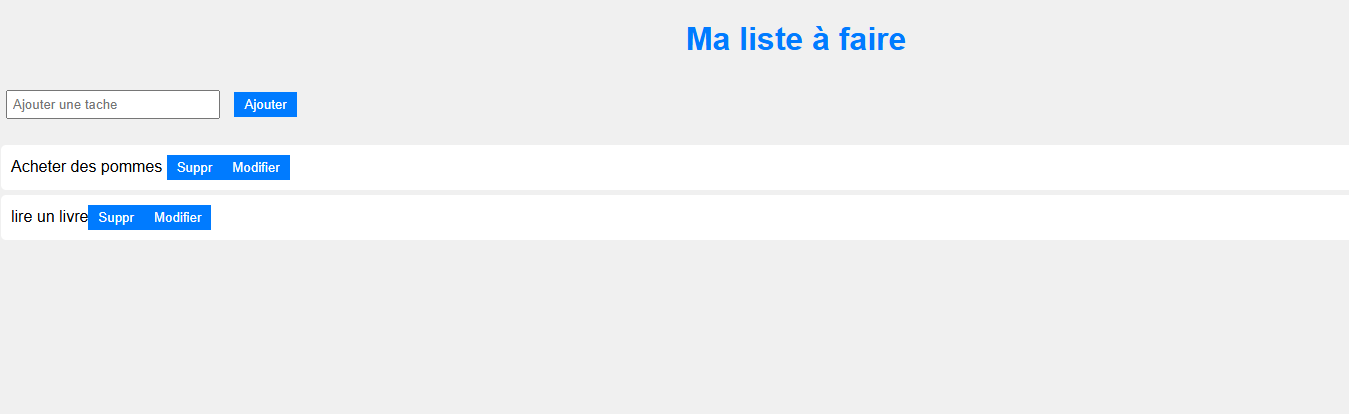 Ma liste à faire
Ajouter une tache Ajouter
Acheter des pommes Suppr Modifier
lire un livre Suppr Modifier